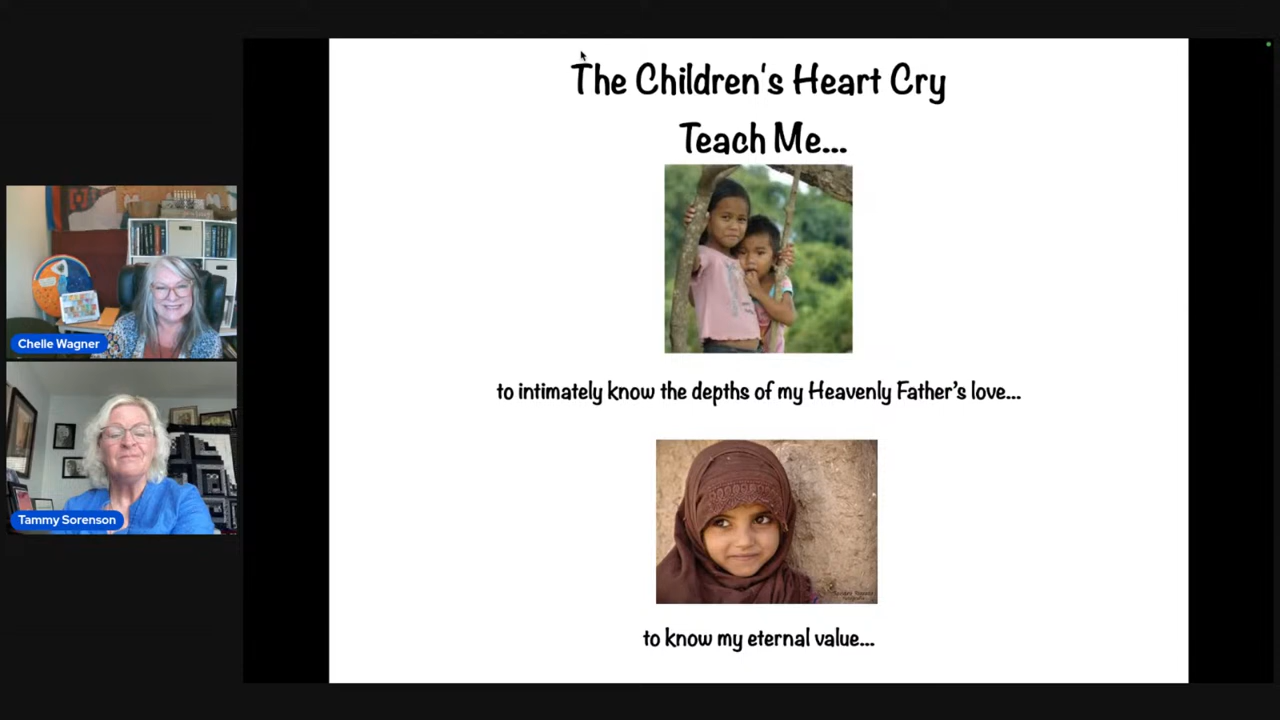 The Children's Heart Cry
Teach Me...
to intimately know the depths of my Heavenly Father's love...
to know my eternal value...
Chelle Wagner
Tammy Sorenson